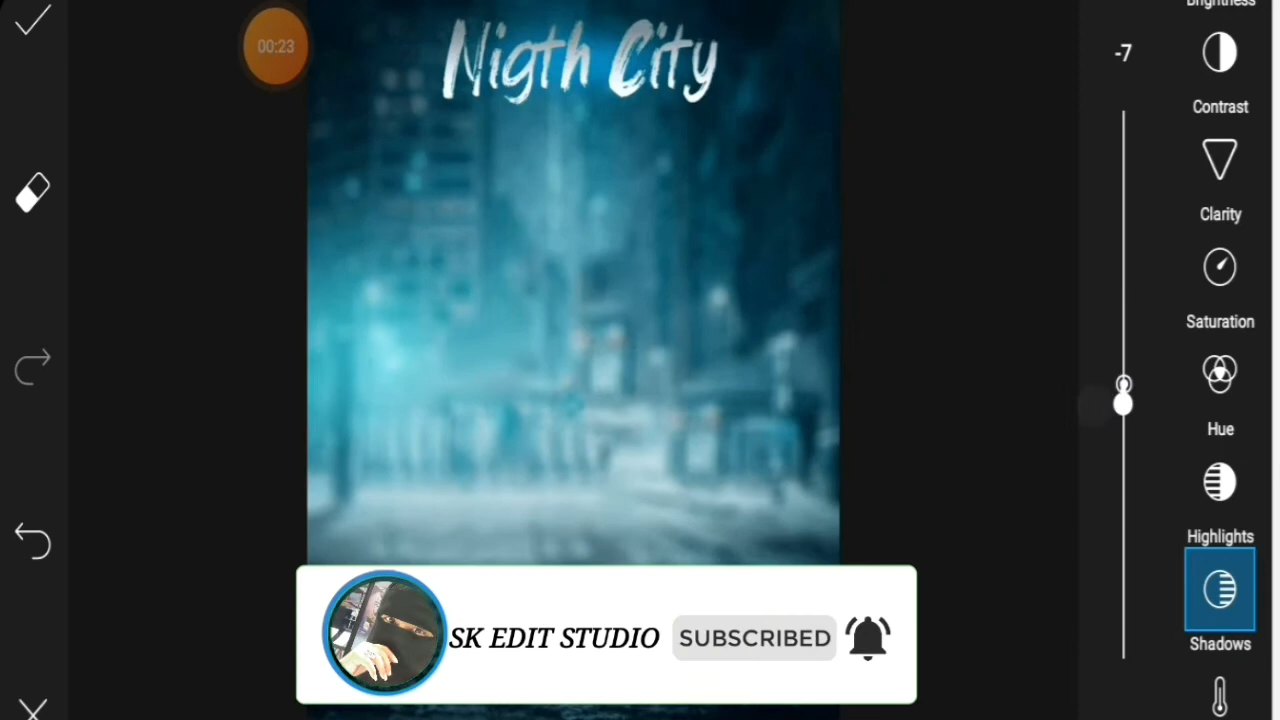 Brightness
00:23
Nigth City
-7
Contrast
Clarity
Saturation
Hue
Highlights
Shadows
SK EDIT STUDIO
SUBSCRIBED